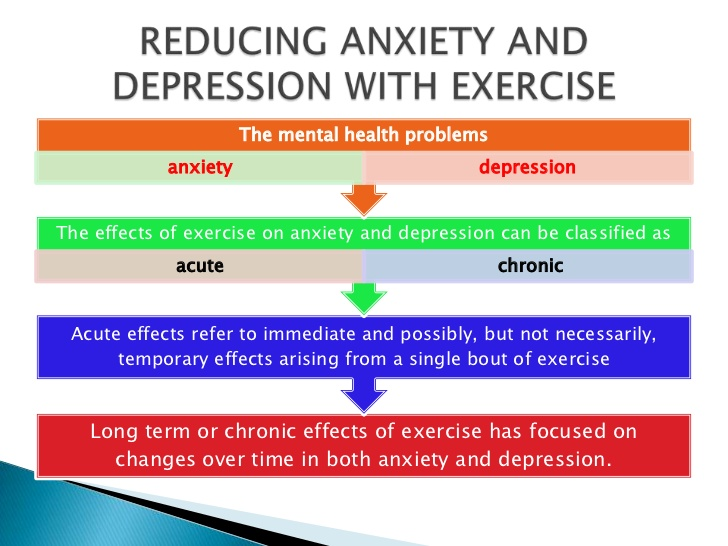 REDUCING ANXIETY AND
DEPRESSION WITH EXERCISE
The mental health problems
anxiety
depression
The effects of exercise on anxiety and depression can be classified as
acute
chronic
Acute effects refer to immediate and possibly, but not necessarily,
temporary effects arising from a single bout of exercise
Long term or chronic effects of exercise has focused on
changes over time in both anxiety and depression.